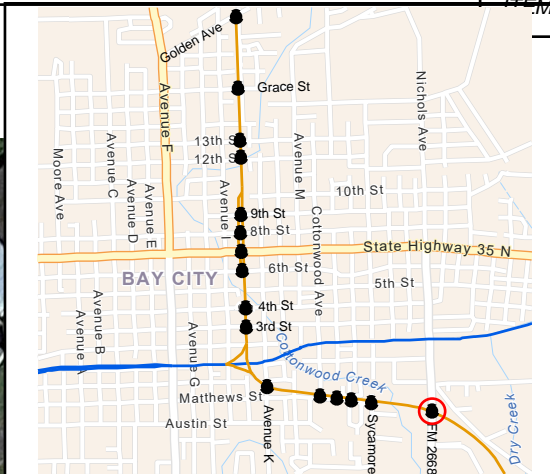 Golden Ave
Grace St
Avenue F
Nichols Ave
13th S
12th S
Avenue C
Avenue M
Moore Ave
Avenue D
Avenue E
Avenue I
10th St
9th St
8th St
Cottonwood Ave
State Highway 35 N
BAY CITY
6th St
5th St
Avenue B
Avenue A
4th St
3rd St
Avenue G
Cottonwood Creek
Matthews St
Austin St
Avenue K
Sycamore
FM 2668
Dry Creek